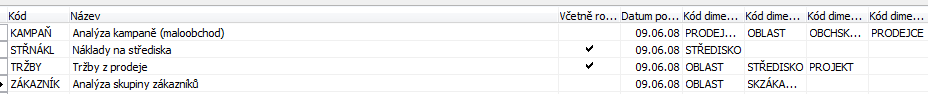 Kód Název Včetně ro... Datum po... Kód dime... Kód dime... Kód dime... Kód dime...
KAMPAŇ Analýza kampaně (maloobchod) 09.06.08 PRODEJ... OBLAST OBCHSK... PRODEJCE
STŘNÁKL Náklady na střediska ✔ 09.06.08 STŘEDISKO
TRŽBY Tržby z prodeje ✔ 09.06.08 OBLAST STŘEDISKO PROJEKT
ZÁKAZNÍK Analýza skupiny zákazníků 09.06.08 OBLAST SKZÁKA...